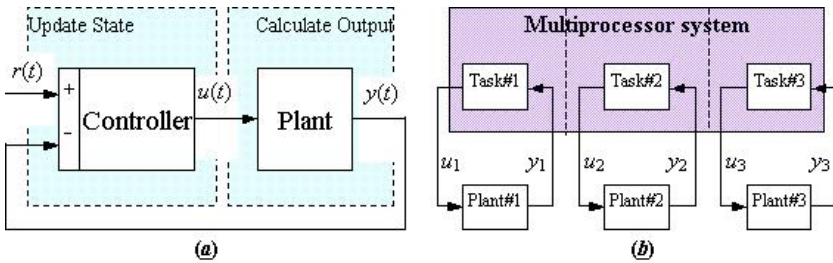 Update State
Calculate Output
r(t)
+
−
Controller
u(t)
Plant
y(t)
(a)
Multiprocessor system
Task#1
Task#2
Task#3
u1
y1
u2
y2
u3
y3
Plant#1
Plant#2
Plant#3
(b)